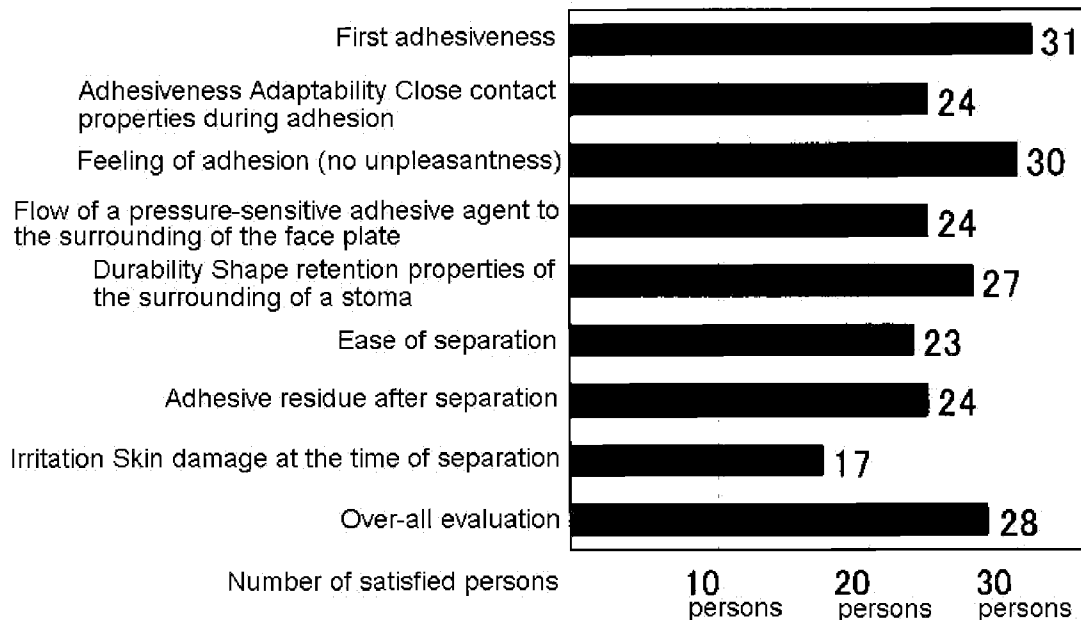 First adhesiveness
31
Adhesiveness Adaptability Close contact
properties during adhesion
24
Feeling of adhesion (no unpleasantness)
30
Flow of a pressure-sensitive adhesive agent to
the surrounding of the face plate
24
Durability Shape retention properties of
the surrounding of a stoma
27
Ease of separation
23
Adhesive residue after separation
24
Irritation Skin damage at the time of separation
17
Over-all evaluation
28
Number of satisfied persons
10 persons
20 persons
30 persons